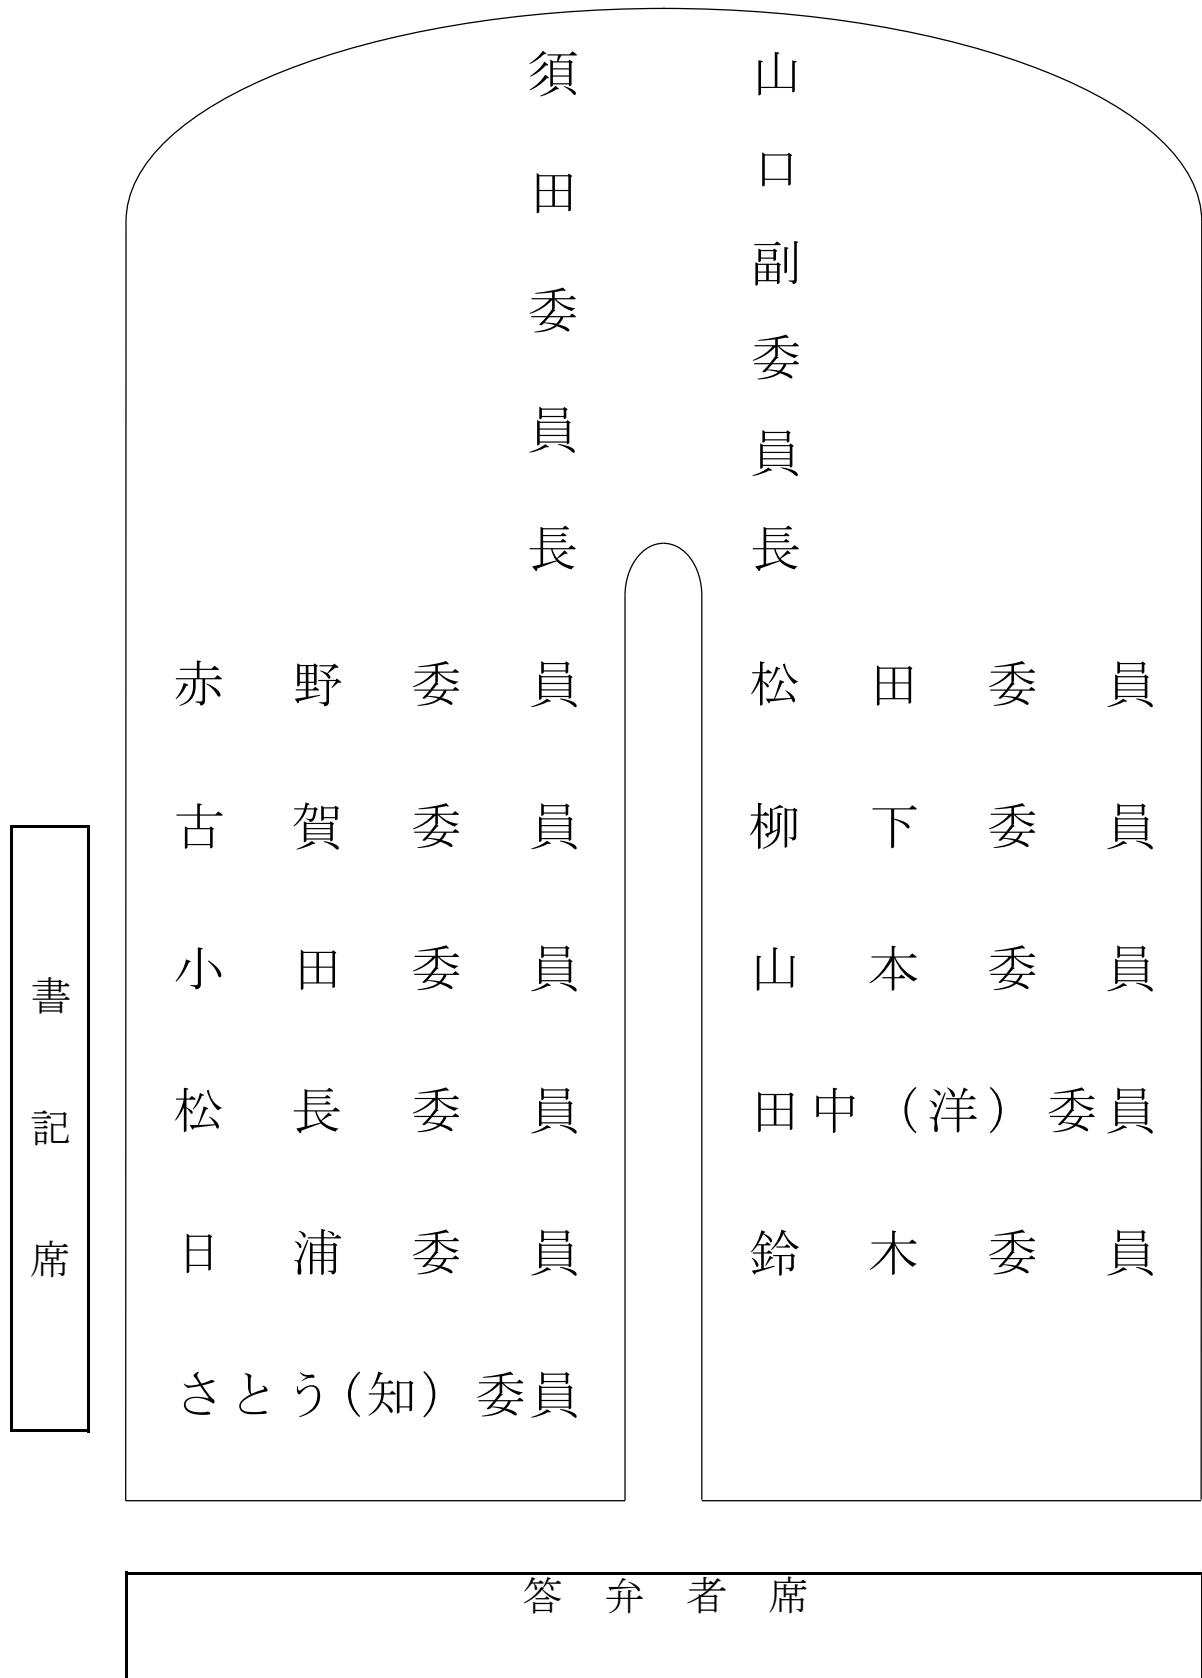 須田委員長
山口副委員長
赤野委員
松田委員
古賀委員
柳下委員
小田委員
山本委員
松長委員
田中（洋）委員
日浦委員
鈴木委員
さとう(知）委員
書記席
答弁者席